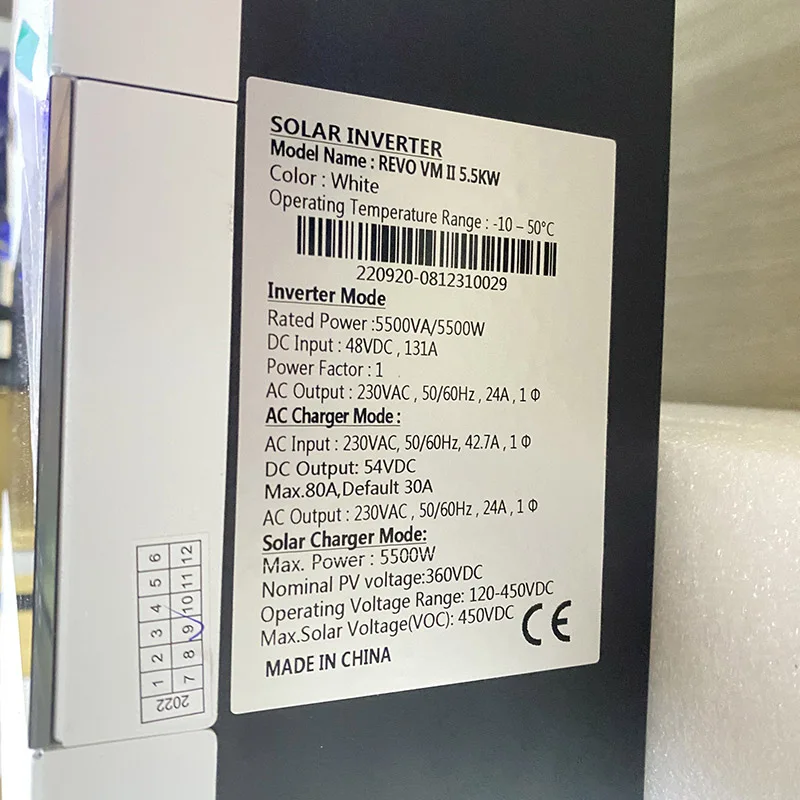 SOLAR INVERTER
Model Name : REVO VM II 5.5KW
Color : White
Operating Temperature Range : -10 – 50°C
220920-0812310029
Inverter Mode
Rated Power :5500VA/5500W
DC Input : 48VDC , 131A
Power Factor : 1
AC Output : 230VAC , 50/60Hz , 24A , 1 Φ
AC Charger Mode :
AC Input : 230VAC, 50/60Hz, 42.7A , 1 Φ
DC Output: 54VDC
Max.80A,Default 30A
AC Output : 230VAC , 50/60Hz , 24A , 1 Φ
Solar Charger Mode:
Max. Power : 5500W
Nominal PV voltage:360VDC
Operating Voltage Range: 120-450VDC
Max.Solar Voltage(VOC): 450VDC
CE
MADE IN CHINA
1 2 3 4 5 6
7 8 9 10 11 12
2022